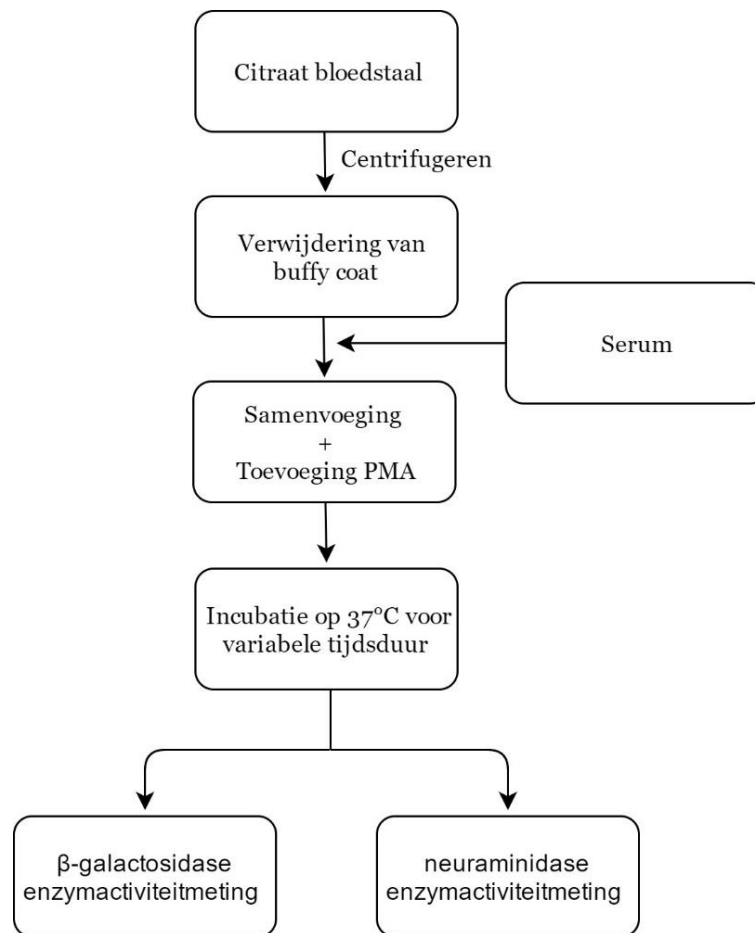 Citraat bloedstaal
Centrifugeren
Verwijdering van
buffy coat
Serum
Samenvoeging
+
Toevoeging PMA
Incubatie op 37°C voor
variabele tijdsduur
β-galactosidase
enzymactiviteitmeting
neuraminidase
enzymactiviteitmeting